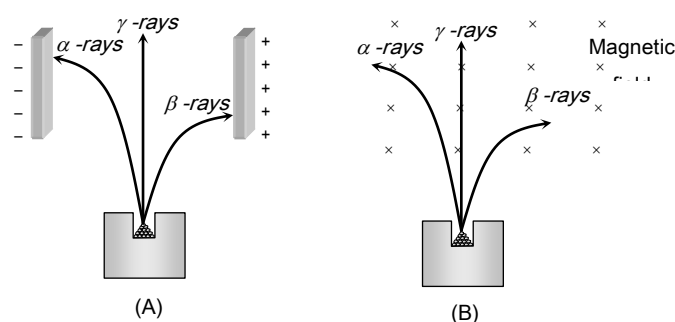 γ -rays
α -rays
β -rays
– – – – –
+ + + + +
(A)
γ -rays
α -rays
β -rays
Magnetic
(B)